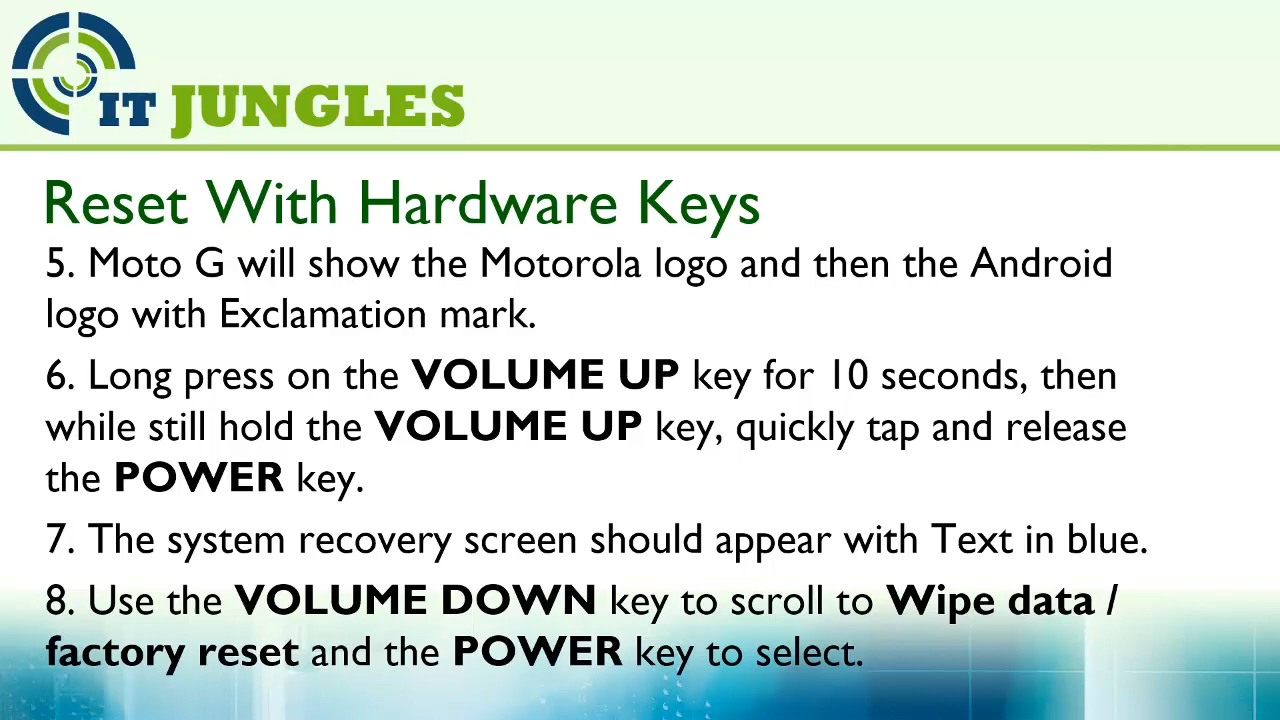 IT JUNGLES
Reset With Hardware Keys
5. Moto G will show the Motorola logo and then the Android
logo with Exclamation mark.
6. Long press on the VOLUME UP key for 10 seconds, then
while still hold the VOLUME UP key, quickly tap and release
the POWER key.
7. The system recovery screen should appear with Text in blue.
8. Use the VOLUME DOWN key to scroll to Wipe data /
factory reset and the POWER key to select.